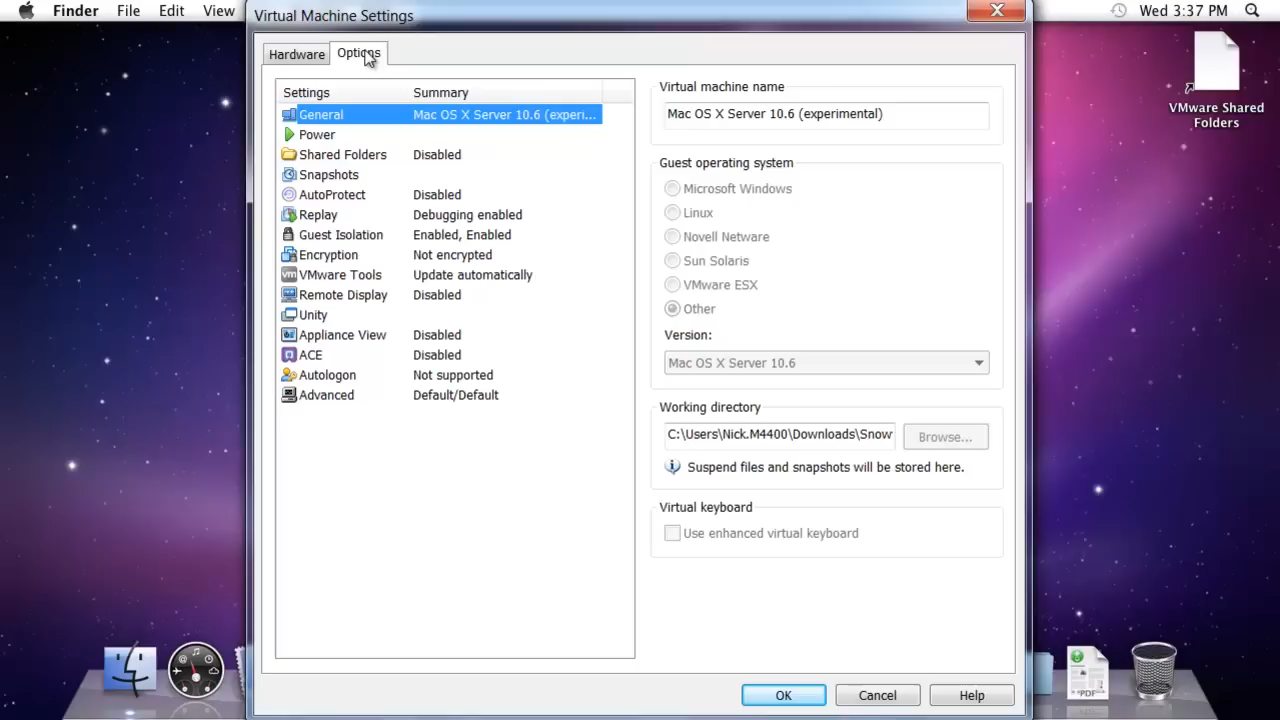 Finder File Edit View
Virtual Machine Settings
Wed 3:37 PM
Hardware Options
VMware Shared
Folders
Settings Summary
General Mac OS X Server 10.6 (experi...
Power
Shared Folders Disabled
Snapshots
AutoProtect Disabled
Replay Debugging enabled
Guest Isolation Enabled, Enabled
Encryption Not encrypted
VMware Tools Update automatically
Remote Display Disabled
Unity
Appliance View Disabled
ACE Disabled
Autologon Not supported
Advanced Default/Default
Virtual machine name
Mac OS X Server 10.6 (experimental)
Guest operating system
Microsoft Windows
Linux
Novell Netware
Sun Solaris
VMware ESX
Other
Version:
Mac OS X Server 10.6
Working directory
C:\Users\Nick.M4400\Downloads\Snow
Browse...
Suspend files and snapshots will be stored here.
Virtual keyboard
Use enhanced virtual keyboard
OK Cancel Help
PDF